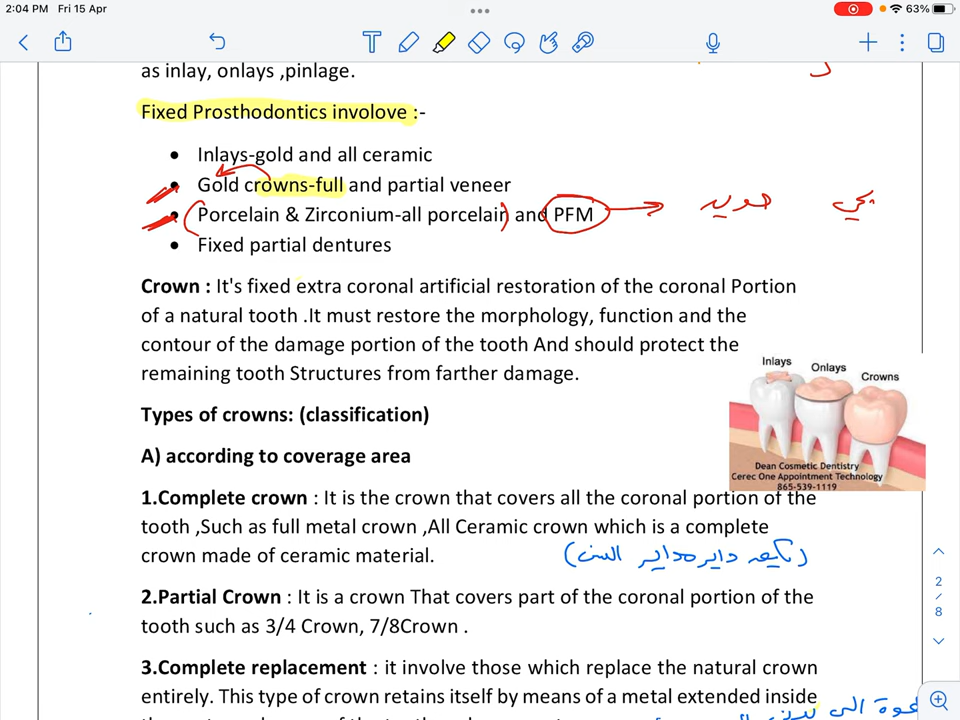 2:04 PM Fri 15 Apr
63%
as inlay, onlays ,pinlage.
Fixed Prosthodontics involove :-
• Inlays-gold and all ceramic
• Gold crowns-full and partial veneer
• Porcelain & Zirconium-all porcelain and PFM
• Fixed partial dentures
Crown : It's fixed extra coronal artificial restoration of the coronal Portion
of a natural tooth .It must restore the morphology, function and the
contour of the damage portion of the tooth And should protect the
remaining tooth Structures from farther damage.
Inlays
Onlays
Crowns
Dean Cosmetic Dentistry
Cerec One Appointment Technology
865-539-1119
Types of crowns: (classification)
A) according to coverage area
1.Complete crown : It is the crown that covers all the coronal portion of the
tooth ,Such as full metal crown ,All Ceramic crown which is a complete
crown made of ceramic material.
2.Partial Crown : It is a crown That covers part of the coronal portion of the
tooth such as 3/4 Crown, 7/8Crown .
3.Complete replacement : it involve those which replace the natural crown
entirely. This type of crown retains itself by means of a metal extended inside
2
/
8